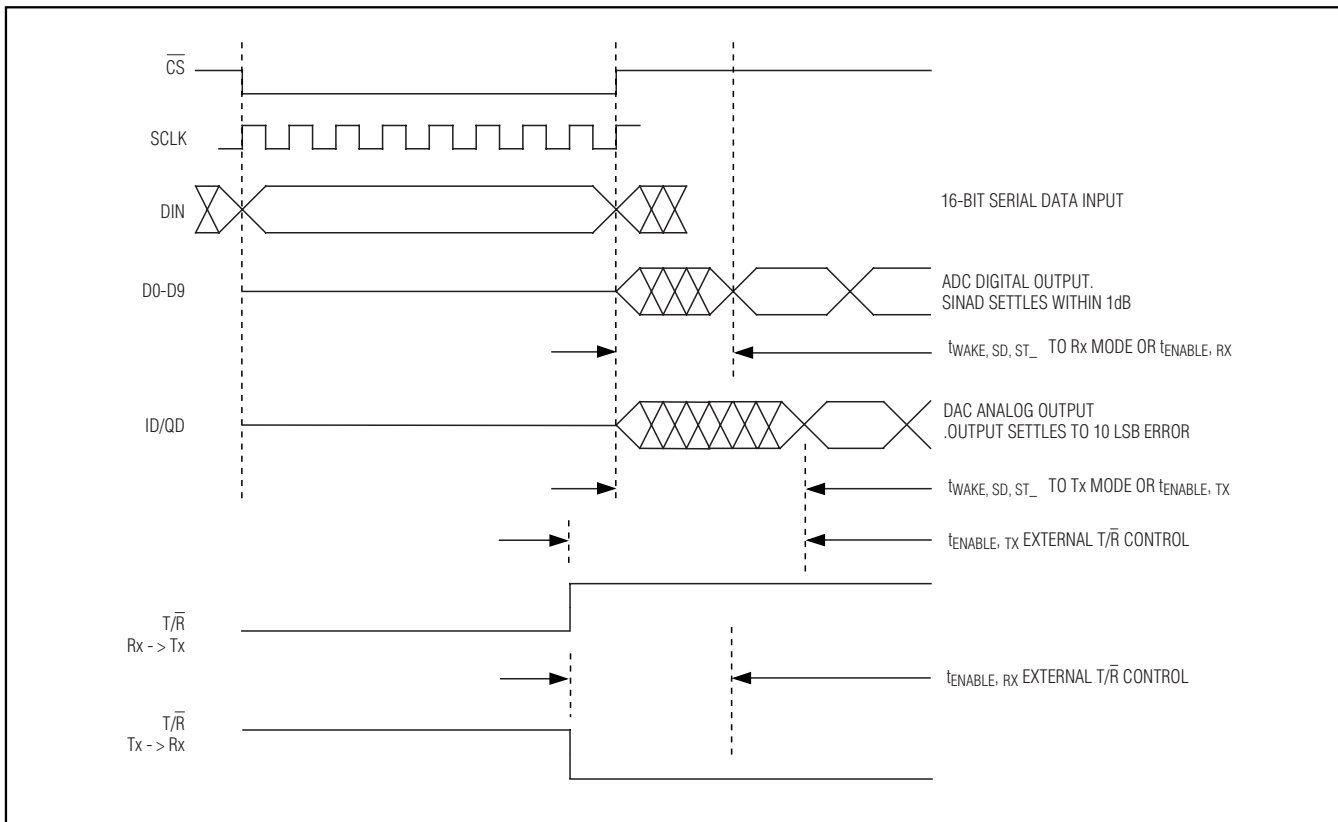 CS
SCLK
DIN
16-BIT SERIAL DATA INPUT
D0-D9
ADC DIGITAL OUTPUT.
SINAD SETTLES WITHIN 1dB
tWAKE, SD, ST_ TO Rx MODE OR tENABLE, RX
ID/QD
DAC ANALOG OUTPUT
.OUTPUT SETTLES TO 10 LSB ERROR
tWAKE, SD, ST_ TO Tx MODE OR tENABLE, TX
tENABLE, TX EXTERNAL T/R̅ CONTROL
T/R̅
Rx - > Tx
tENABLE, RX EXTERNAL T/R̅ CONTROL
T/R̅
Tx - > Rx